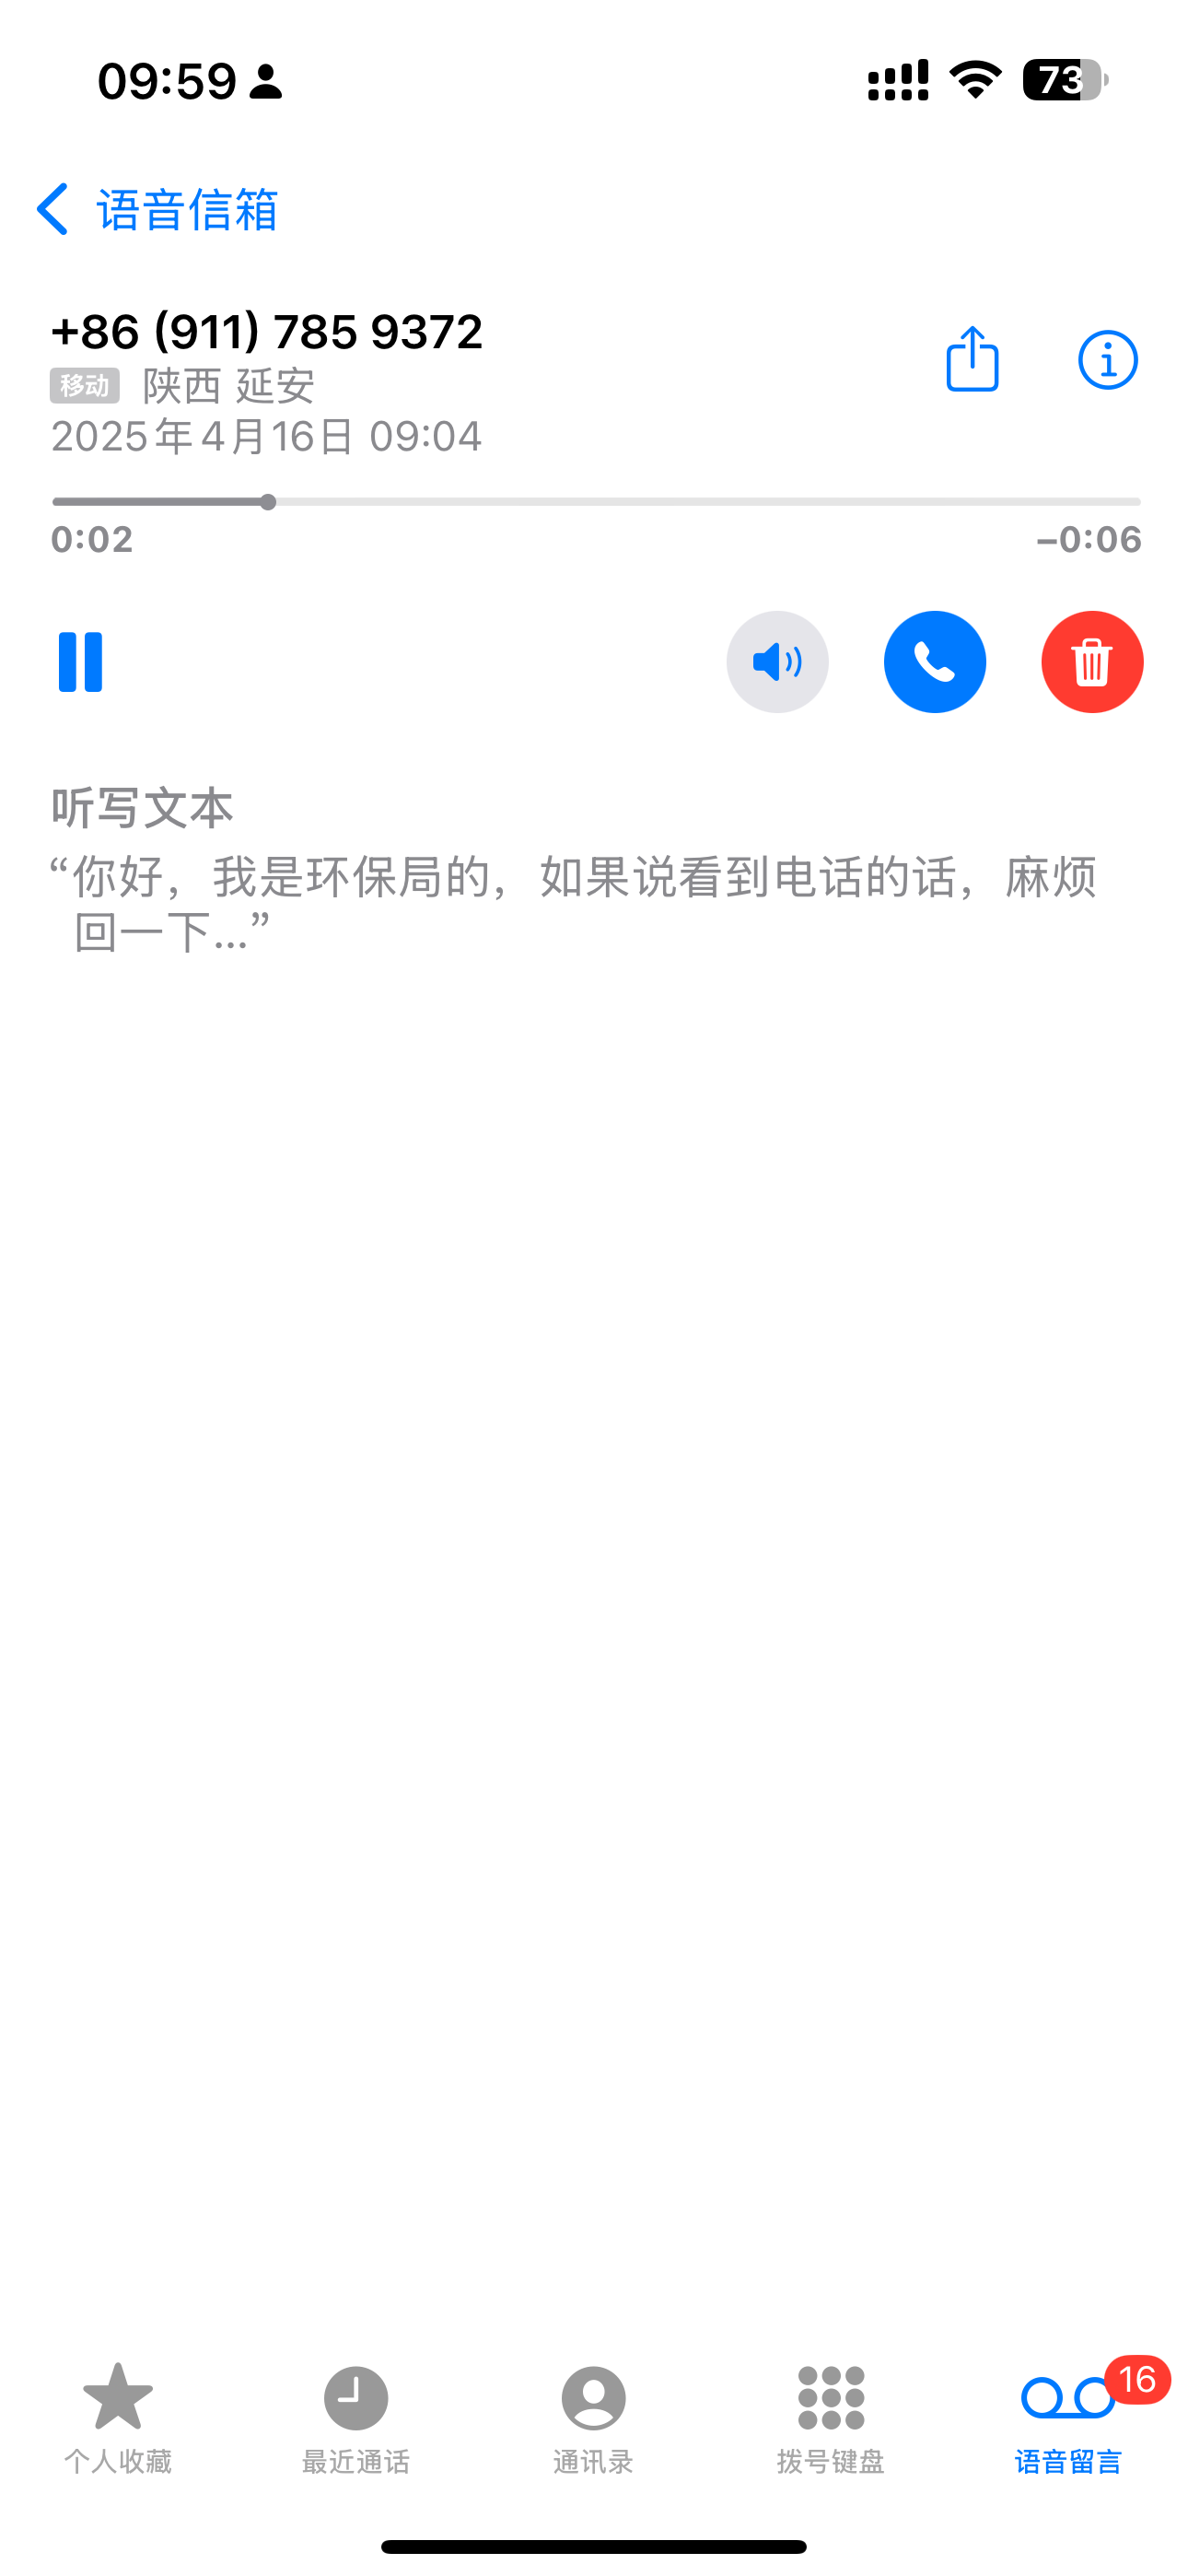 09:59
73
语音信箱
+86 (911) 785 9372
移动 陕西 延安
2025年4月16日 09:04
0:02
–0:06
听写文本
“你好，我是环保局的，如果说看到电话的话，麻烦
回一下…”
16
个人收藏
最近通话
通讯录
拨号键盘
语音留言